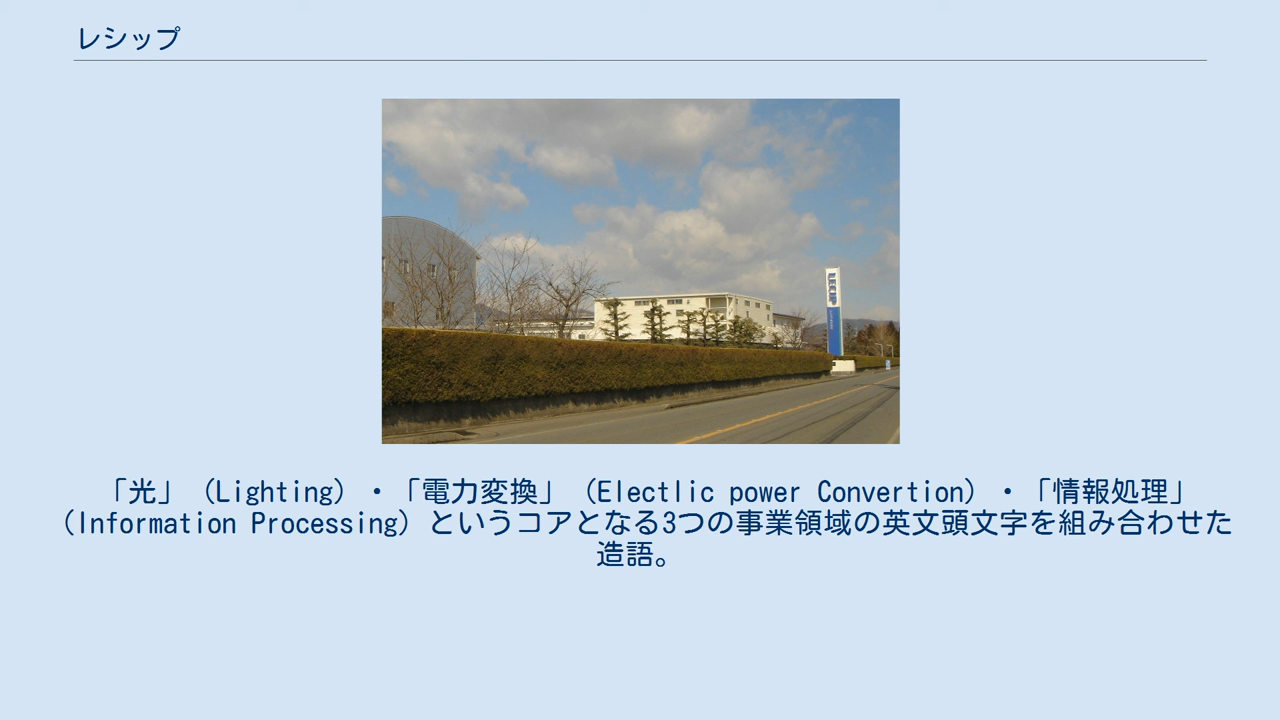 レシップ
LECIP
「光」（Lighting）・「電力変換」（Electlic power Convertion）・「情報処理」
（Information Processing）というコアとなる3つの事業領域の英文頭文字を組み合わせた
造語。